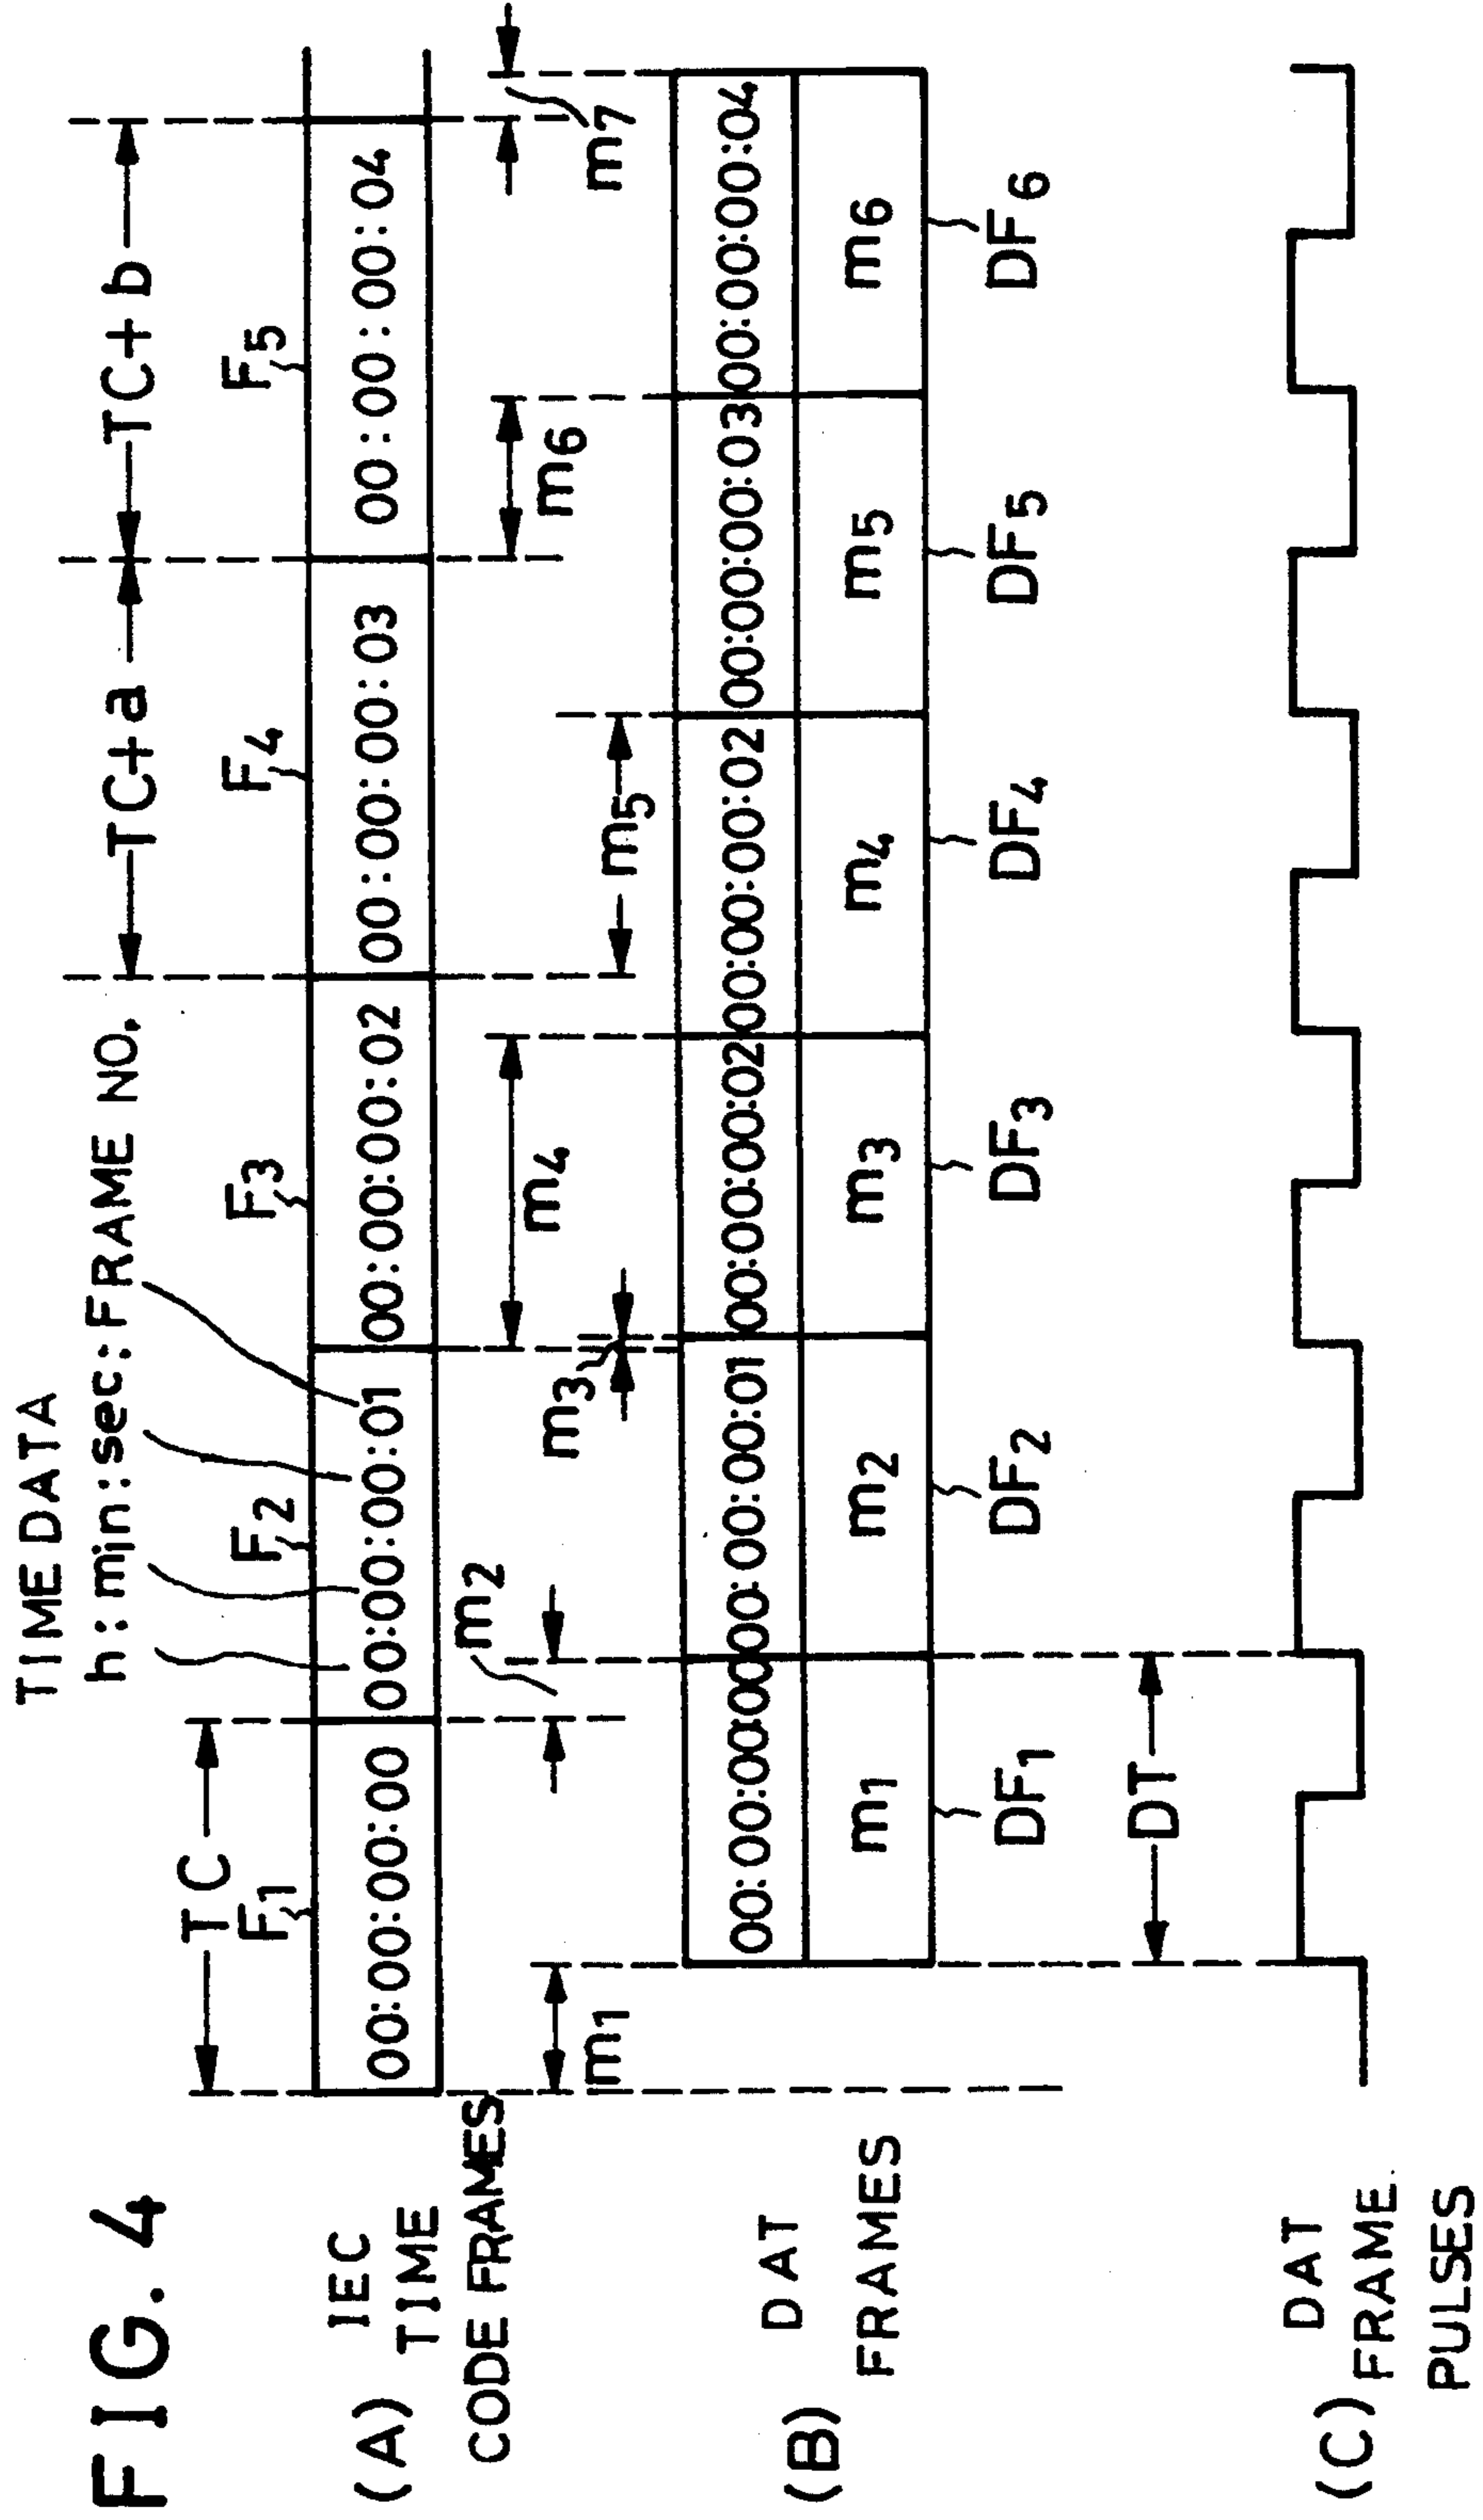 FIG. 4
TIME DATA
h:min:sec:FRAME NO.
TC
TC+a
TC+b
F1
F2
F3
F4
F5
(A) IEC TIME CODE FRAMES
00:00:00:00
00:00:00:01
00:00:00:02
00:00:00:03
00:00:00:04
m1
m2
m3
m4
m5
m6
m7
(B) DAT FRAMES
00:00:00:00
00:00:00:01
00:00:00:02
00:00:00:02
00:00:00:03
00:00:00:04
m1
m2
m3
m4
m5
m6
DF1
DF2
DF3
DF4
DF5
DF6
DT
(C) DAT FRAME PULSES